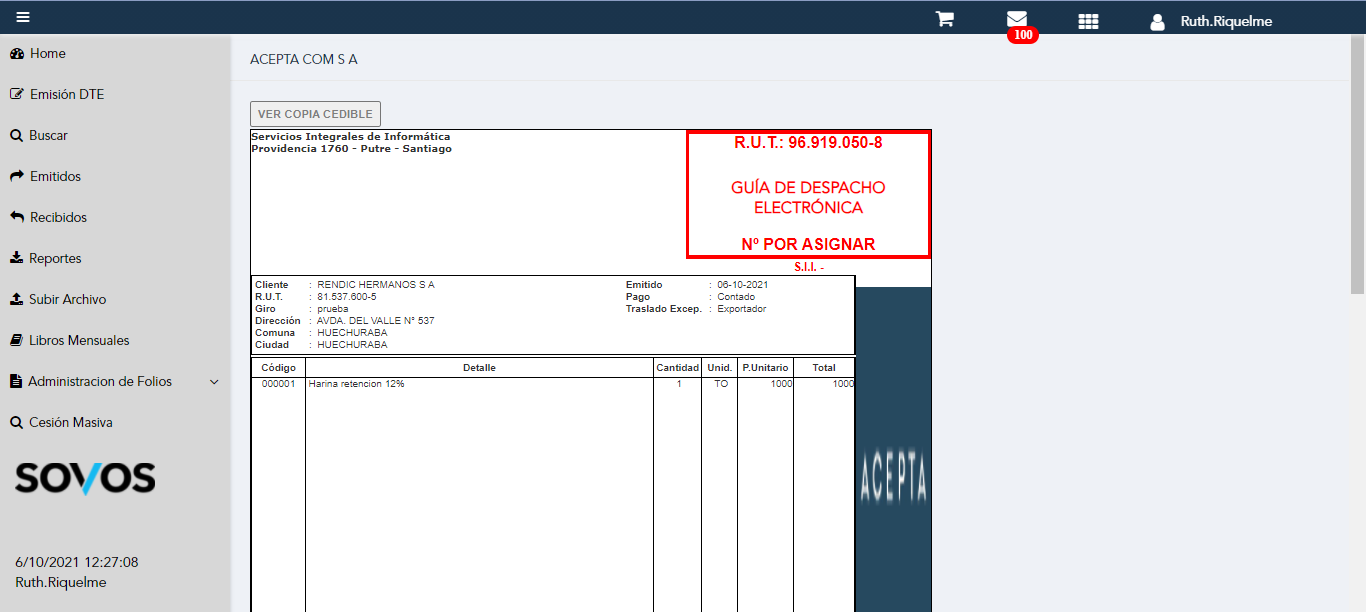 100
Ruth.Riquelme
Home
Emisión DTE
Buscar
Emitidos
Recibidos
Reportes
Subir Archivo
Libros Mensuales
Administracion de Folios
Cesión Masiva
SOVOS
6/10/2021 12:27:08
Ruth.Riquelme
ACEPTA COM S A
VER COPIA CEDIBLE
Servicios Integrales de Informática
Providencia 1760 - Putre - Santiago
R.U.T.: 96.919.050-8
GUÍA DE DESPACHO
ELECTRÓNICA
Nº POR ASIGNAR
S.I.I. -
Cliente : RENDIC HERMANOS S A Emitido : 06-10-2021
R.U.T. : 81.537.600-5 Pago : Contado
Giro : prueba Traslado Excep. : Exportador
Dirección : AVDA. DEL VALLE N° 537
Comuna : HUECHURABA
Ciudad : HUECHURABA
Código Detalle Cantidad Unid. P.Unitario Total
000001 Harina retencion 12% 1 TO 1000 1000
ACEPTA